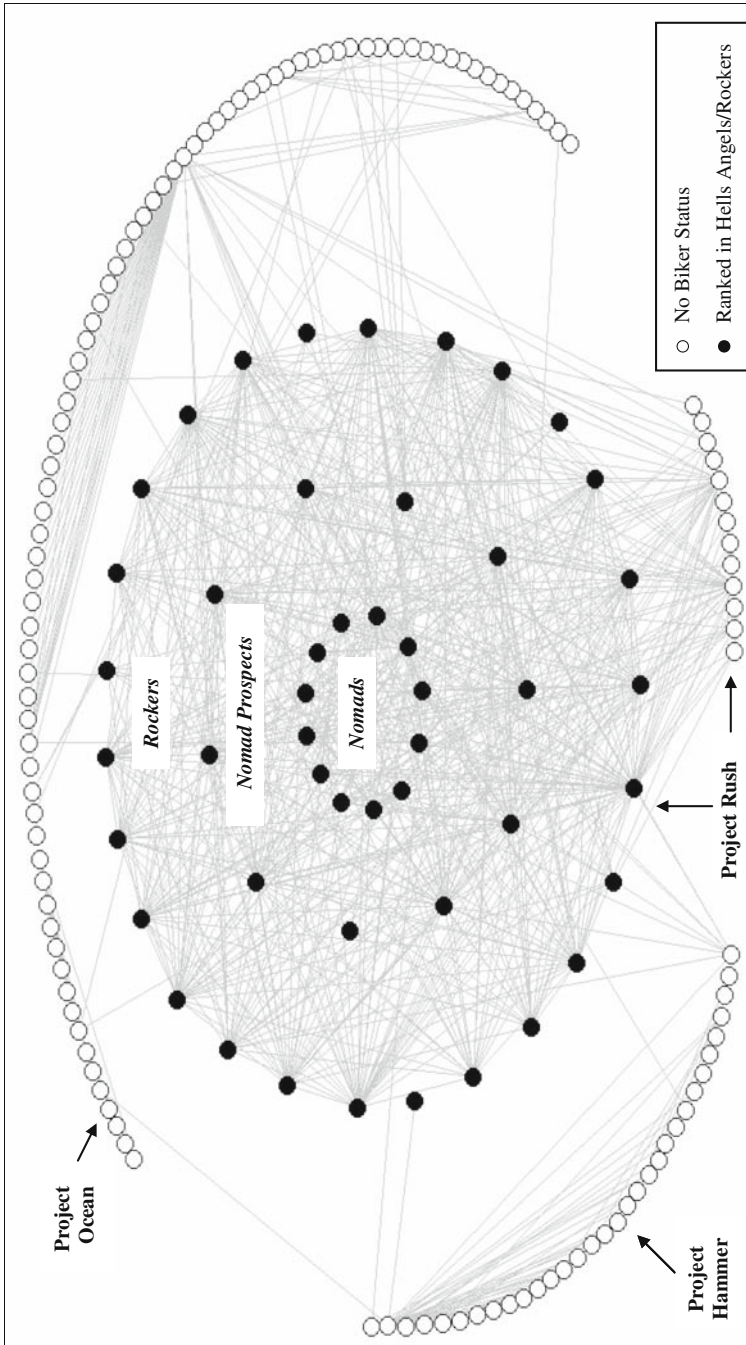 Project
Ocean
Rockers
Nomad Prospects
Nomads
Project
Hammer
Project Rush
No Biker Status
Ranked in Hells Angels/Rockers